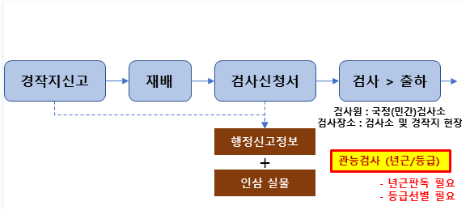 경작지신고
재배
검사신청서
검사 > 출하
검사원 : 국정(민간)검사소
검사장소 : 검사소 및 경작지 현장
행정신고정보
+
인삼 실물
관능검사 (년근/등급)
- 년근판독 필요
- 등급선별 필요